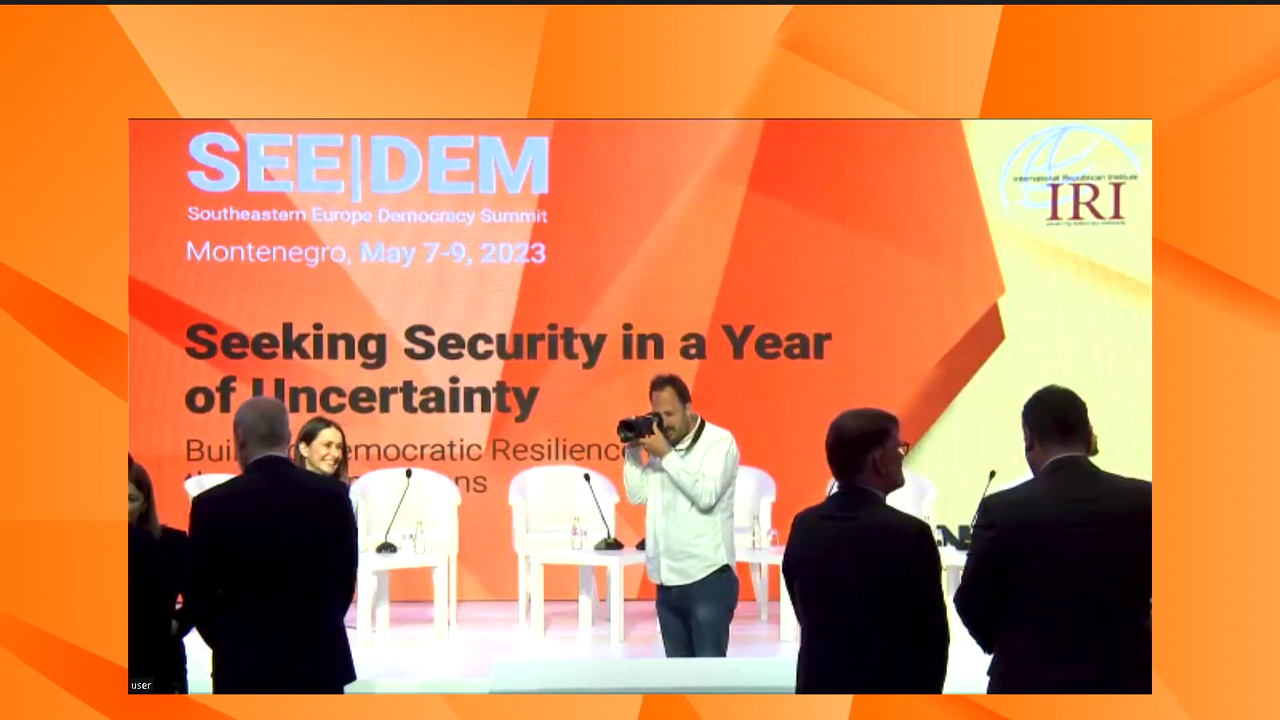 SEE|DEM
Southeastern Europe Democracy Summit
Montenegro, May 7-9, 2023
International Republican Institute
IRI
Seeking Security in a Year
of Uncertainty
Democratic Resilience
user